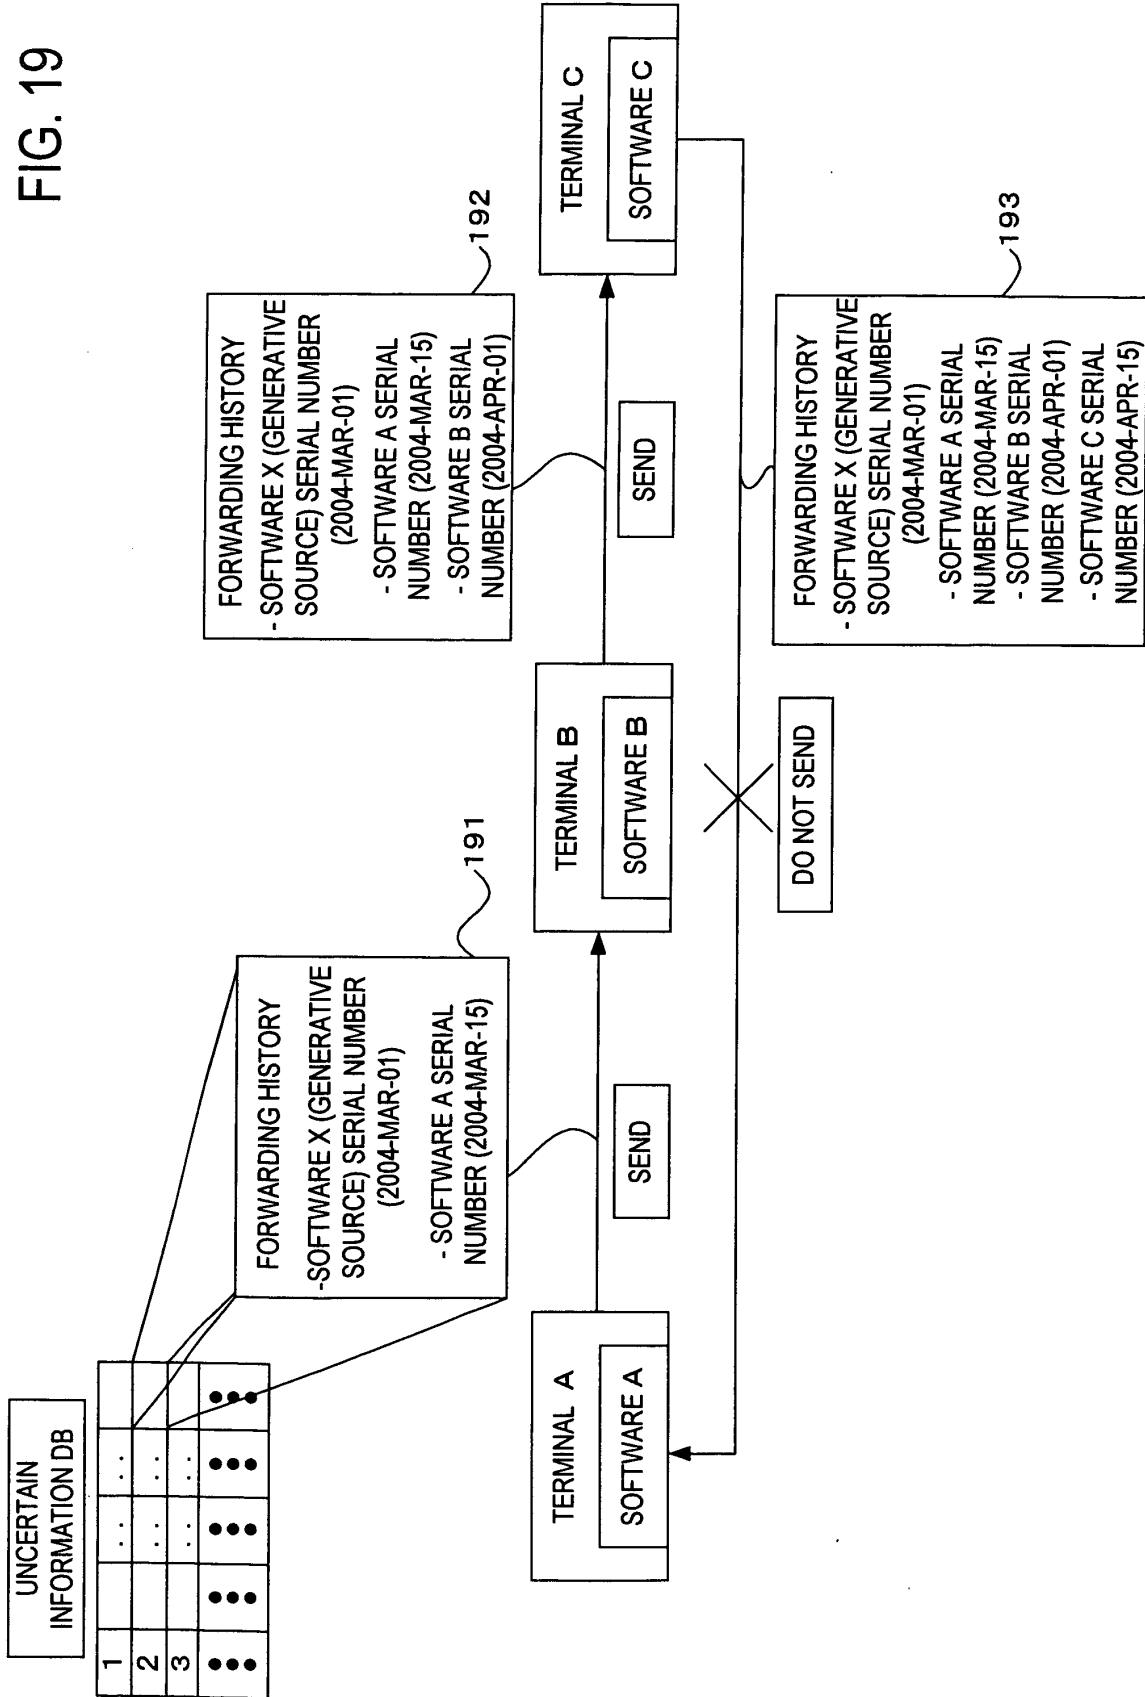 FIG. 19
UNCERTAIN
INFORMATION DB
1
2
3
FORWARDING HISTORY
-SOFTWARE X (GENERATIVE
SOURCE) SERIAL NUMBER
(2004-MAR-01)
- SOFTWARE A SERIAL
NUMBER (2004-MAR-15)
191
FORWARDING HISTORY
- SOFTWARE X (GENERATIVE
SOURCE) SERIAL NUMBER
(2004-MAR-01)
- SOFTWARE A SERIAL
NUMBER (2004-MAR-15)
- SOFTWARE B SERIAL
NUMBER (2004-APR-01)
192
TERMINAL A
SOFTWARE A
SEND
TERMINAL B
SOFTWARE B
SEND
TERMINAL C
SOFTWARE C
DO NOT SEND
FORWARDING HISTORY
- SOFTWARE X (GENERATIVE
SOURCE) SERIAL NUMBER
(2004-MAR-01)
- SOFTWARE A SERIAL
NUMBER (2004-MAR-15)
- SOFTWARE B SERIAL
NUMBER (2004-APR-01)
- SOFTWARE C SERIAL
NUMBER (2004-APR-15)
193